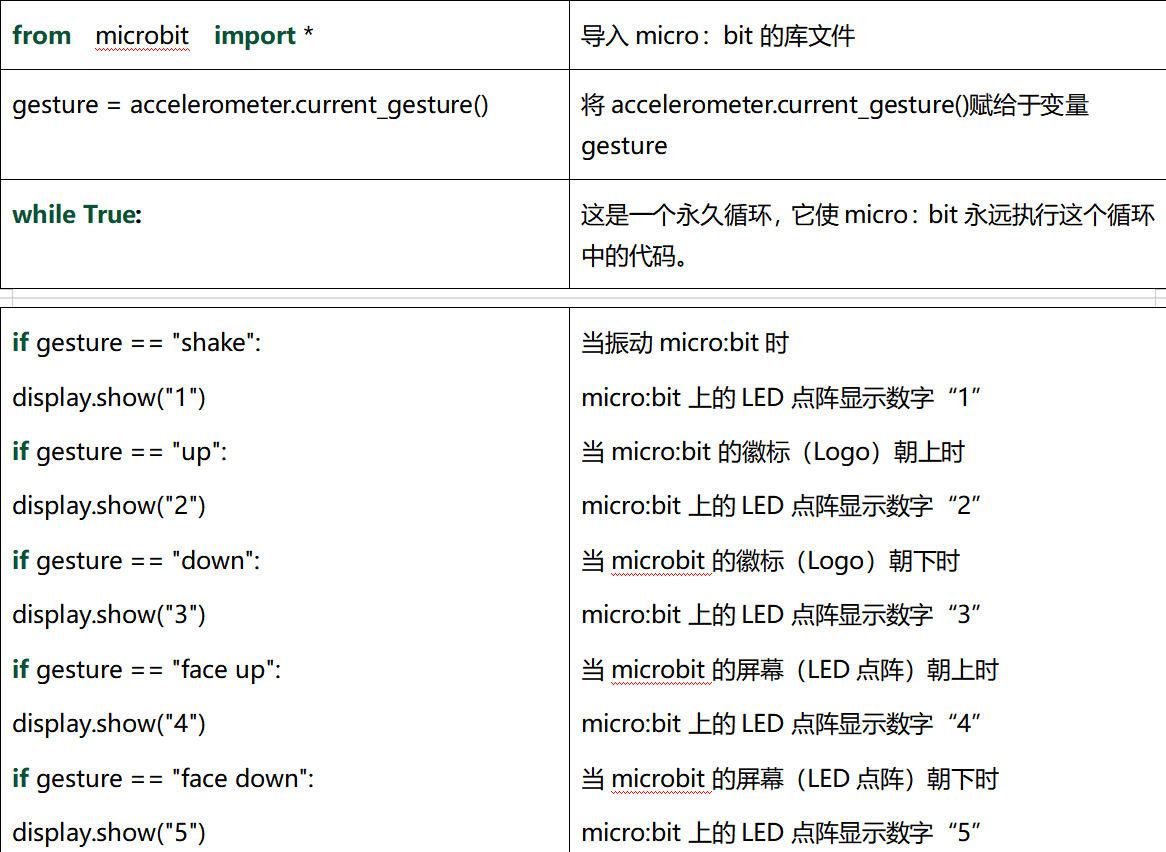 from microbit import *
导入 micro：bit 的库文件
gesture = accelerometer.current_gesture()
将 accelerometer.current_gesture()赋给于变量
gesture
while True:
这是一个永久循环，它使 micro：bit 永远执行这个循环
中的代码。
if gesture == "shake":
当振动 micro:bit 时
display.show("1")
micro:bit 上的 LED 点阵显示数字“1”
if gesture == "up":
当 micro:bit 的徽标（Logo）朝上时
display.show("2")
micro:bit 上的 LED 点阵显示数字“2”
if gesture == "down":
当 microbit 的徽标（Logo）朝下时
display.show("3")
micro:bit 上的 LED 点阵显示数字“3”
if gesture == "face up":
当 microbit 的屏幕（LED 点阵）朝上时
display.show("4")
micro:bit 上的 LED 点阵显示数字“4”
if gesture == "face down":
当 microbit 的屏幕（LED 点阵）朝下时
display.show("5")
micro:bit 上的 LED 点阵显示数字“5”